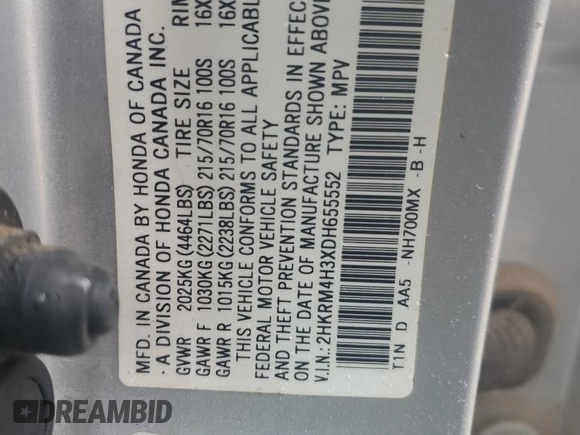 MFD. IN CANADA BY HONDA OF CANADA
- A DIVISION OF HONDA CANADA INC.
GVWR 2025KG (4464LBS) TIRE SIZE RIM
GAWR F 1030KG (2271LBS) 215/70R16 100S 16X
GAWR R 1015KG (2238LBS) 215/70R16 100S 16X
THIS VEHICLE CONFORMS TO ALL APPLICABLE
FEDERAL MOTOR VEHICLE SAFETY
AND THEFT PREVENTION STANDARDS IN EFFECT
ON THE DATE OF MANUFACTURE SHOWN ABOVE
V.I.N.: 2HKRM4H3XDH655552 TYPE: MPV
T1N D AA5 -NH700MX -B -H
DREAMBID